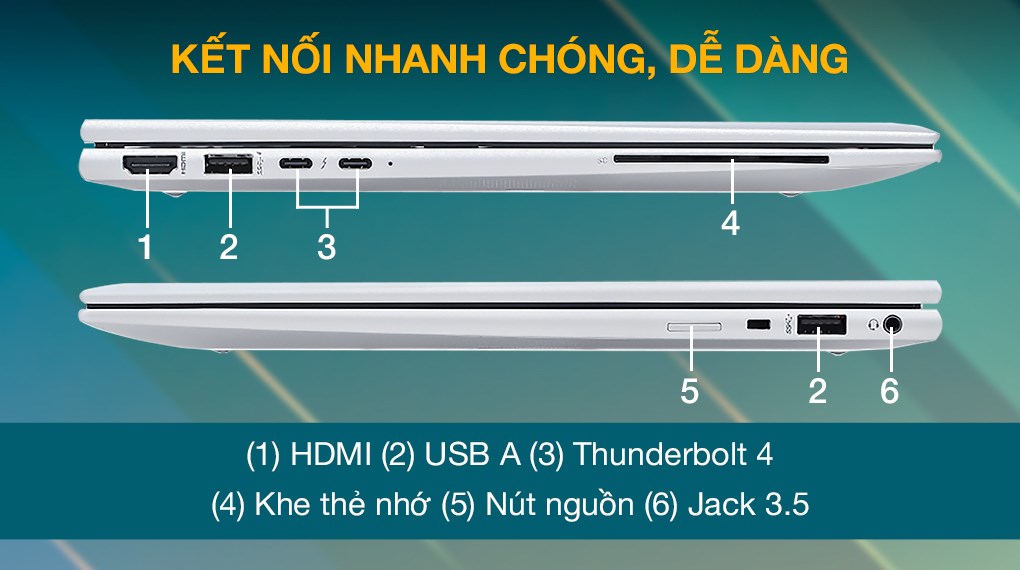 KẾT NỐI NHANH CHÓNG, DỄ DÀNG
HDMI
1
2
3
4
5
2
6
(1) HDMI (2) USB A (3) Thunderbolt 4
(4) Khe thẻ nhớ (5) Nút nguồn (6) Jack 3.5